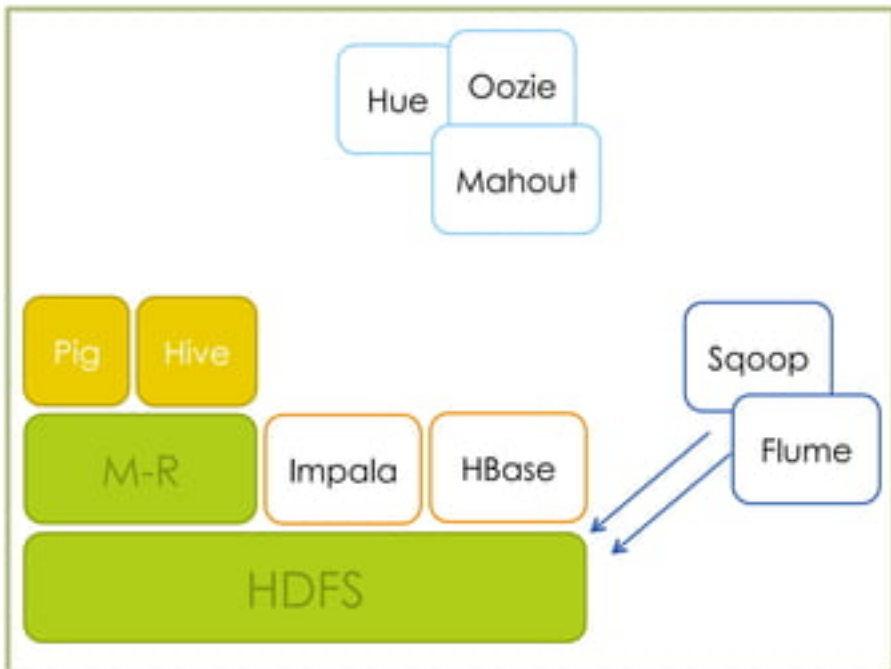 Hue
Oozie
Mahout
Pig
Hive
Sqoop
Flume
M-R
Impala
HBase
HDFS